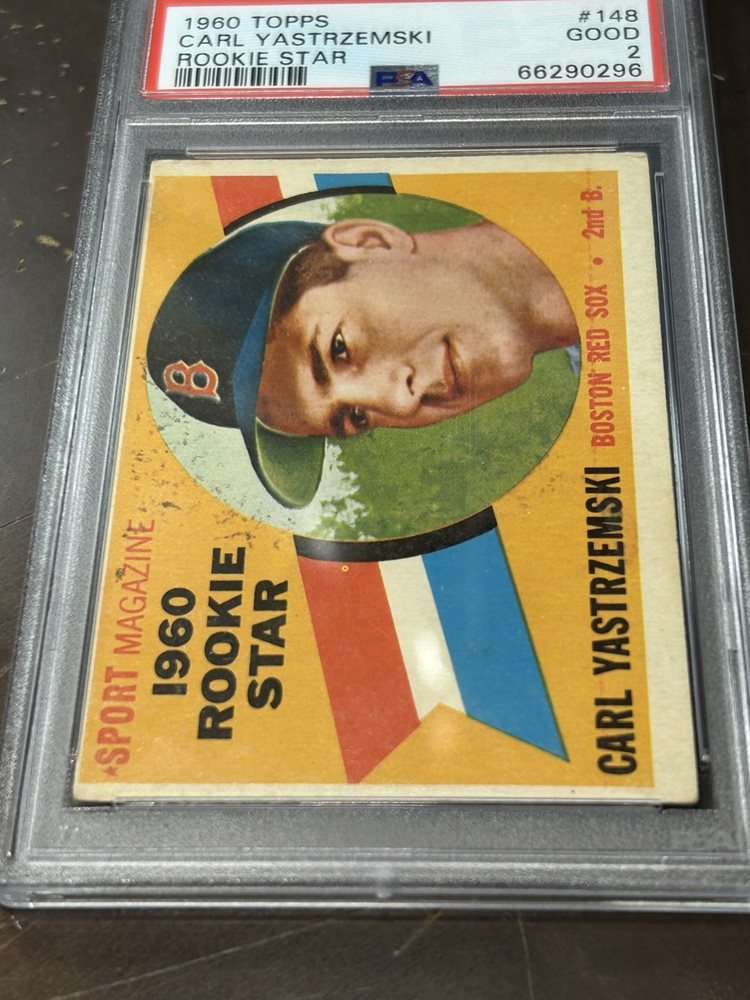 1960 TOPPS #148
CARL YASTRZEMSKI GOOD
ROOKIE STAR 2
PSA 66290296
★SPORT MAGAZINE
1960
ROOKIE
STAR
B
CARL YASTRZEMSKI BOSTON RED SOX • 2nd B.